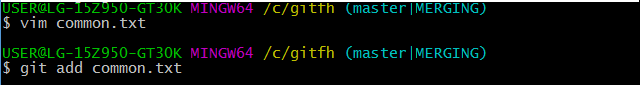 USER@LG-15Z950-GT30K MINGW64 /c/gitfh (master|MERGING)
$ vim common.txt
USER@LG-15Z950-GT30K MINGW64 /c/gitfh (master|MERGING)
$ git add common.txt